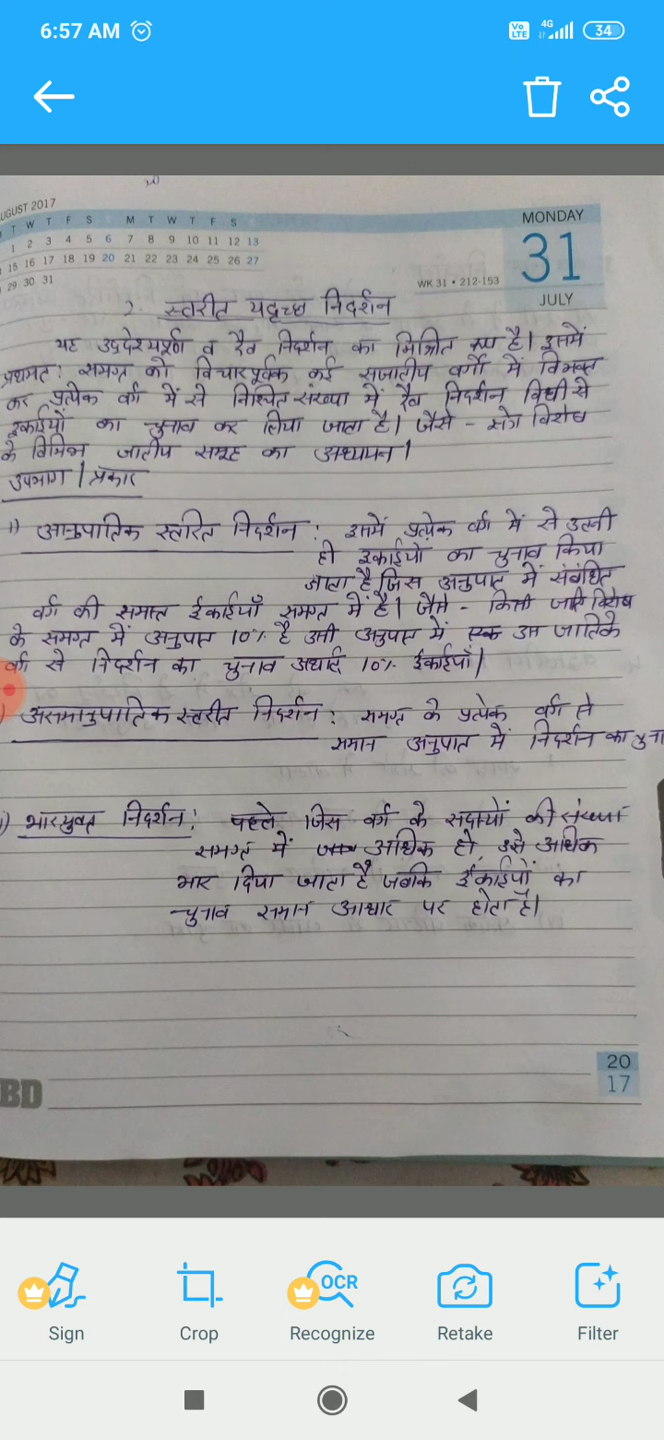 6:57 AM
Vo LTE 4G 34
AUGUST 2017
T W T F S M T W T F S
1 2 3 4 5 6 7 8 9 10 11 12 13
15 16 17 18 19 20 21 22 23 24 25 26 27
29 30 31
MONDAY
31
JULY
WK 31 • 212-153
2. स्तरीत यदृच्छ निदर्शन
यह उद्देश्यपूर्ण व दैव निदर्शन का मिश्रित रूप है। इसमें
प्रथमतः समग्र को विचारपूर्वक कई सजातीय वर्गों में विभक्त
कर प्रत्येक वर्ग में से निश्चित संख्या में दैव निदर्शन विधी से
इकाईयों का चुनाव कर लिया जाता है। जैसे - क्षेत्र विशेष
के विभिन्न जातीय समूह का अध्ययन।
उपभाग / प्रकार
i) आनुपातिक स्तरित निदर्शन : इसमें प्रत्येक वर्ग में से उतनी
ही इकाईयों का चुनाव किया
जाता है जिस अनुपात में संबंधित
वर्ग की समस्त ईकाईयाँ समग्र में है। जैसे - किसी जाति विशेष
के समग्र में अनुपात 10% है उसी अनुपात में उस जाति के
वर्ग से निदर्शन का चुनाव अर्थात् 10% ईकाईयाँ।
) असमानुपातिक स्तरीत निदर्शन : समग्र के प्रत्येक वर्ग से
समान अनुपात में निदर्शन का चुना
i) भारयुक्त निदर्शन : पहले जिस वर्ग के सदस्यों की संख्या
समग्र में अधिक हो, उसे अधिक
भार दिया जाता है जबकि ईकाईयों का
चुनाव समान आधार पर होता है।
20
17
BD
Sign Crop OCR Recognize Retake Filter